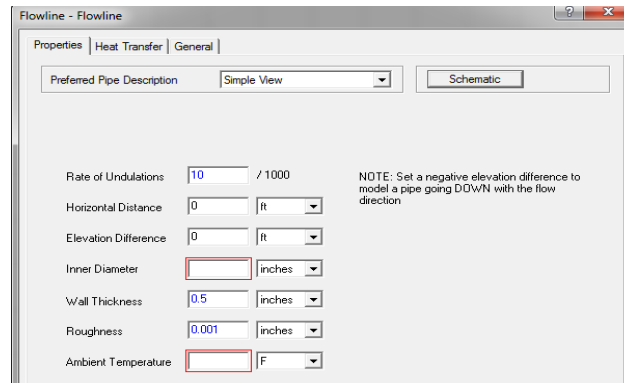 Flowline - Flowline
Properties Heat Transfer General
Preferred Pipe Description Simple View Schematic
Rate of Undulations 10 / 1000
NOTE: Set a negative elevation difference to
model a pipe going DOWN with the flow
direction
Horizontal Distance 0 ft
Elevation Difference 0 ft
Inner Diameter inches
Wall Thickness 0.5 inches
Roughness 0.001 inches
Ambient Temperature F